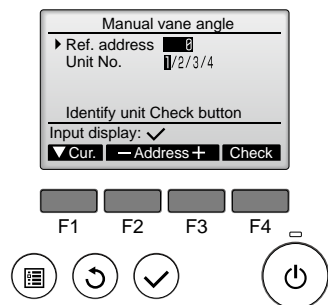 Manual vane angle
Ref. address 0
Unit No. 1/2/3/4
Identify unit Check button
Input display: ✓
▼ Cur. − Address + Check
F1 F2 F3 F4